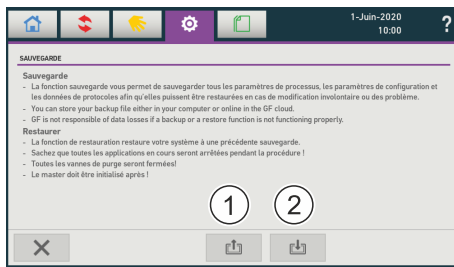 1-Juin-2020
10:00
?
SAUVEGARDE
Sauvegarde
- La fonction sauvegarde vous permet de sauvegarder tous les paramètres de processus, les paramètres de configuration et
les données de protocoles afin qu'elles puissent être restaurées en cas de modification involontaire ou des problème.
- You can store your backup file either in your computer or online in the GF cloud.
- GF is not responsible of data losses if a backup or a restore function is not functioning properly.
Restaurer
- La fonction de restauration restaure votre système à une précédente sauvegarde.
- Sachez que toutes les applications en cours seront arrêtées pendant la procédure !
- Toutes les vannes de purge seront fermées!
- Le master doit être initialisé après !
1 2